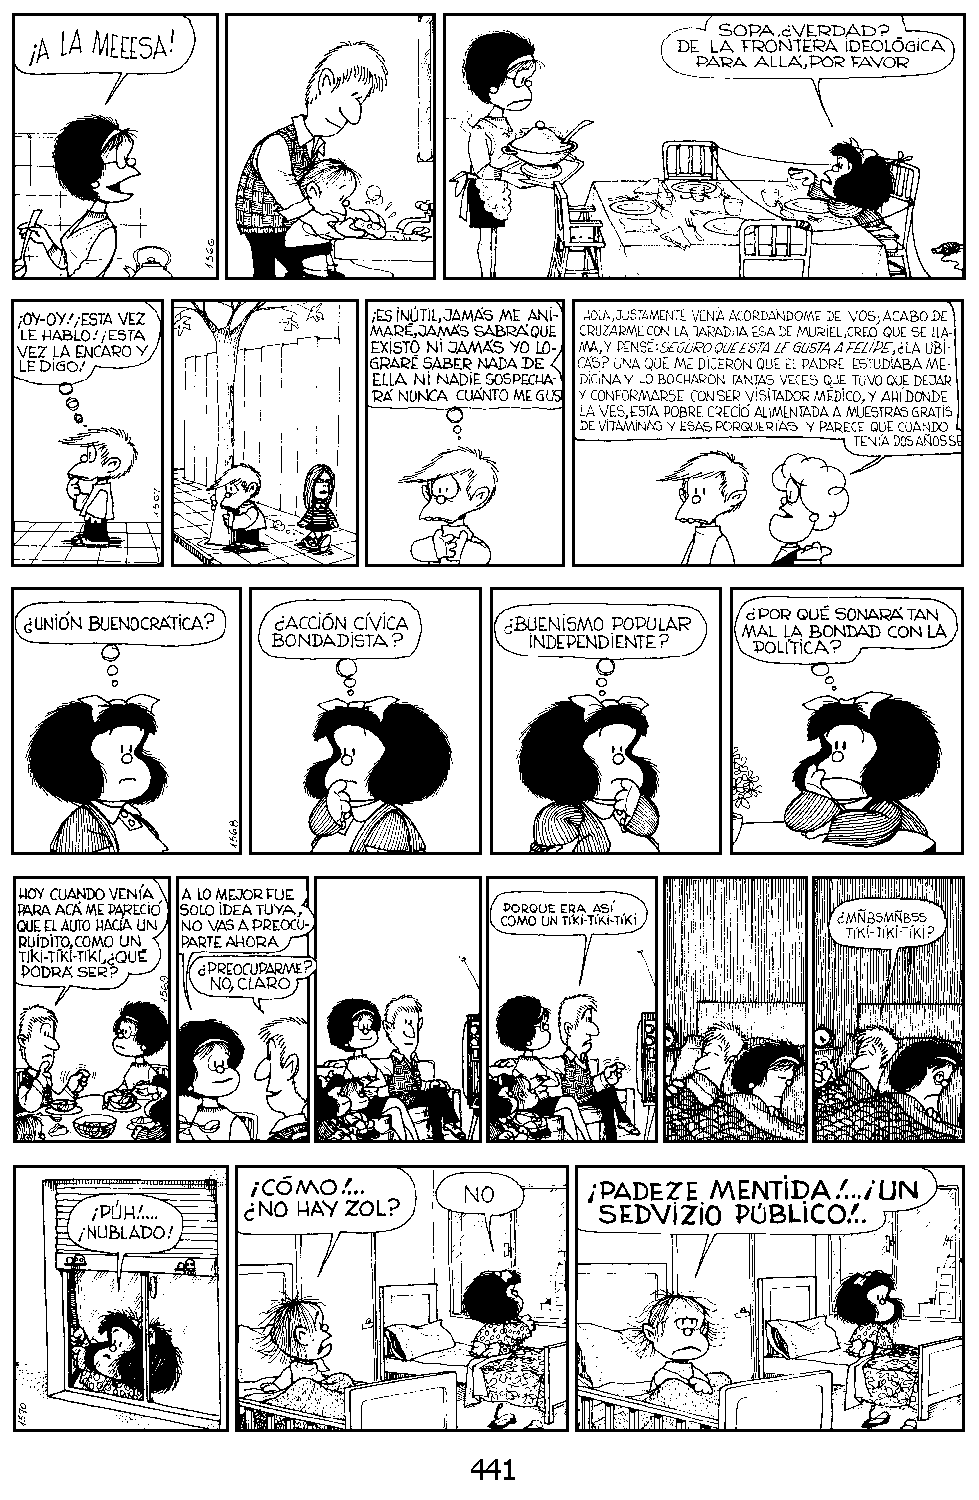 ¡A LA MEEESA!
1566
SOPA, ¿VERDAD?
DE LA FRONTERA IDEOLÓGICA
PARA ALLÁ, POR FAVOR
¡OY-OY! ¡ESTA VEZ
LE HABLO! ¡ESTA
VEZ LA ENCARO Y
LE DIGO!
1567
¡ES INÚTIL, JAMÁS ME ANI-
MARÉ, JAMÁS SABRÁ QUE
EXISTO NI JAMÁS YO LO-
GRARÉ SABER NADA DE
ELLA NI NADIE SOSPECHA-
RÁ NUNCA CUÁNTO ME GUS
HOLA, JUSTAMENTE VENÍA ACORDÁNDOME DE VOS; ACABO DE
CRUZARME CON LA TARADITA ESA DE MURIEL, CREO QUE SE LLA-
MA, Y PENSÉ: SEGURO QUE ESTA LE GUSTA A FELIPE, ¿LA UBI-
CÁS? UNA QUE ME DIJERON QUE EL PADRE ESTUDIABA ME-
DICINA Y LO BOCHARON TANTAS VECES QUE TUVO QUE DEJAR
Y CONFORMARSE CON SER VISITADOR MÉDICO, Y AHÍ DONDE
LA VES, ESTA POBRE CRECIÓ ALIMENTADA A MUESTRAS GRATIS
DE VITAMINAS Y ESAS PORQUERÍAS Y PARECE QUE CUANDO
TENÍA DOS AÑOS SE
¿UNIÓN BUENOCRÁTICA?
1568
¿ACCIÓN CÍVICA
BONDADISTA?
¿BUENISMO POPULAR
INDEPENDIENTE?
¿POR QUÉ SONARÁ TAN
MAL LA BONDAD CON LA
POLÍTICA?
HOY CUANDO VENÍA
PARA ACÁ ME PARECIÓ
QUE EL AUTO HACÍA UN
RUIDITO, COMO UN
TIKI-TIKI-TIKI, ¿QUÉ
PODRÁ SER?
1569
A LO MEJOR FUE
SOLO IDEA TUYA,
NO VAS A PREOCU-
PARTE AHORA
¿PREOCUPARME?
NO, CLARO
PORQUE ERA ASÍ
COMO UN TIKI-TIKI-TIKI
¿MÑBSMÑBSS
TIKI-TIKI-TIKI?
¡PÚH!....
¡NUBLADO!
1570
¡CÓMO!...
¿NO HAY ZOL?
NO
¡PADEZE MENTIDA!...¡UN
SEDVIZIO PÚBLICO!..
441